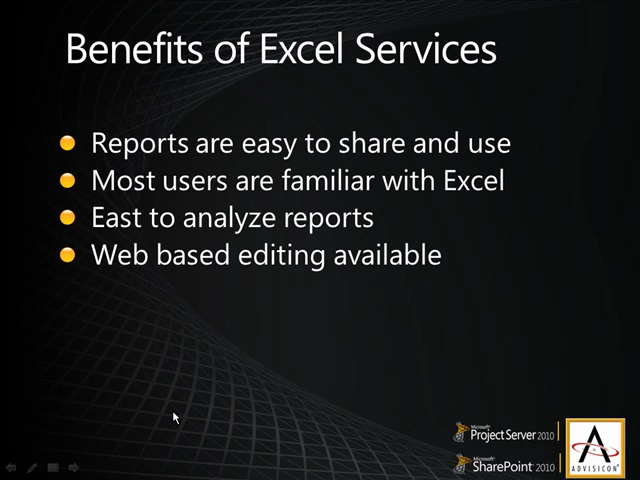 Benefits of Excel Services
Reports are easy to share and use
Most users are familiar with Excel
East to analyze reports
Web based editing available
Microsoft
Project Server 2010
Microsoft
SharePoint 2010
A
ADVISICON